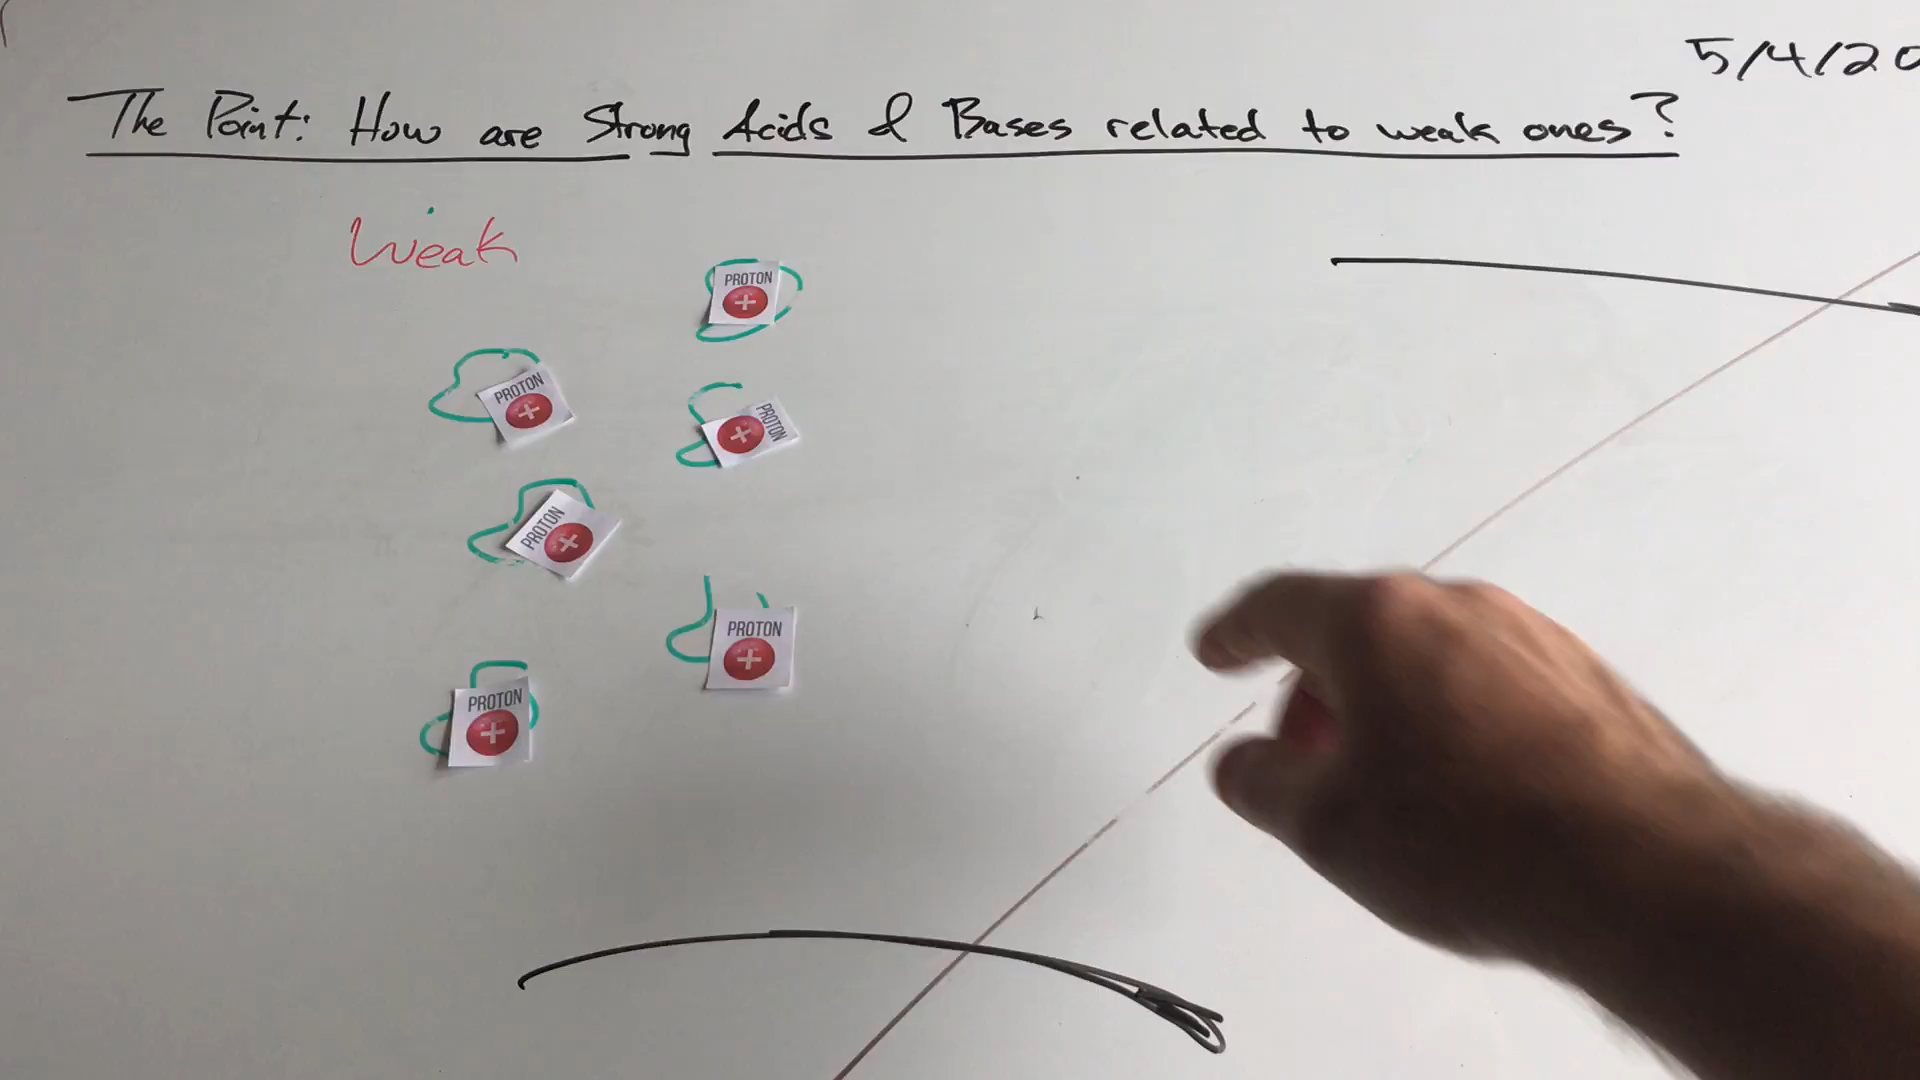 5/4/20
The Point: How are Strong Acids & Bases related to weak ones?
Weak
PROTON
+
PROTON
+
PROTON
+
PROTON
+
PROTON
+
PROTON
+